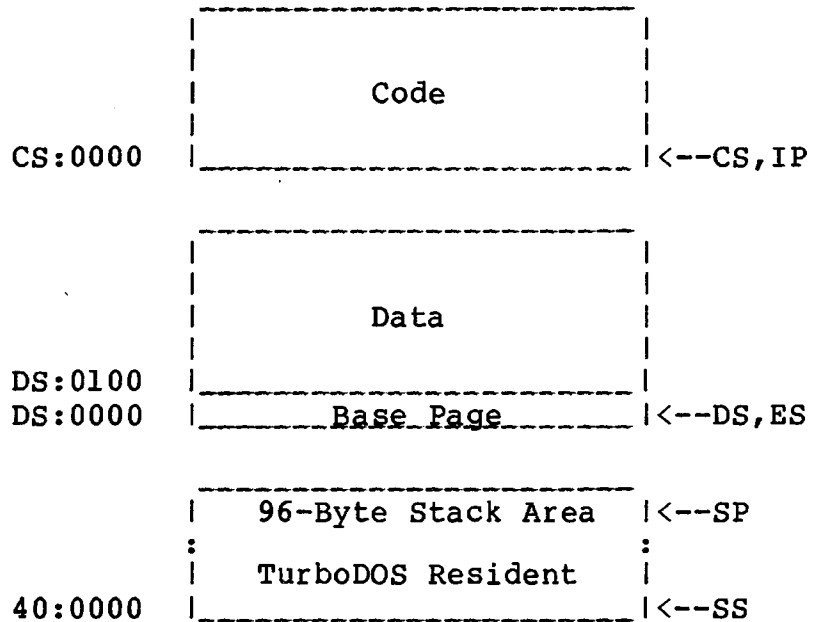 Code
CS:0000 <--CS,IP
Data
DS:0100
DS:0000 Base Page <--DS,ES
96-Byte Stack Area <--SP
TurboDOS Resident
40:0000 <--SS